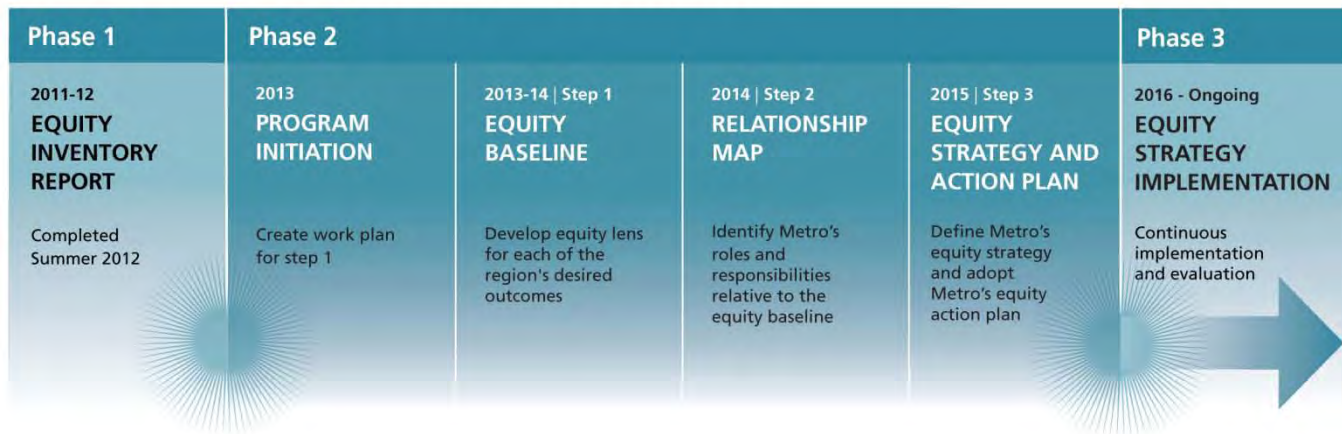 Phase 1
2011-12
EQUITY
INVENTORY
REPORT
Completed
Summer 2012
Phase 2
2013
PROGRAM
INITIATION
Create work plan
for step 1
2013-14 | Step 1
EQUITY
BASELINE
Develop equity lens
for each of the
region's desired
outcomes
2014 | Step 2
RELATIONSHIP
MAP
Identify Metro’s
roles and
responsibilities
relative to the
equity baseline
2015 | Step 3
EQUITY
STRATEGY AND
ACTION PLAN
Define Metro’s
equity strategy
and adopt
Metro’s equity
action plan
Phase 3
2016 - Ongoing
EQUITY
STRATEGY
IMPLEMENTATION
Continuous
implementation
and evaluation